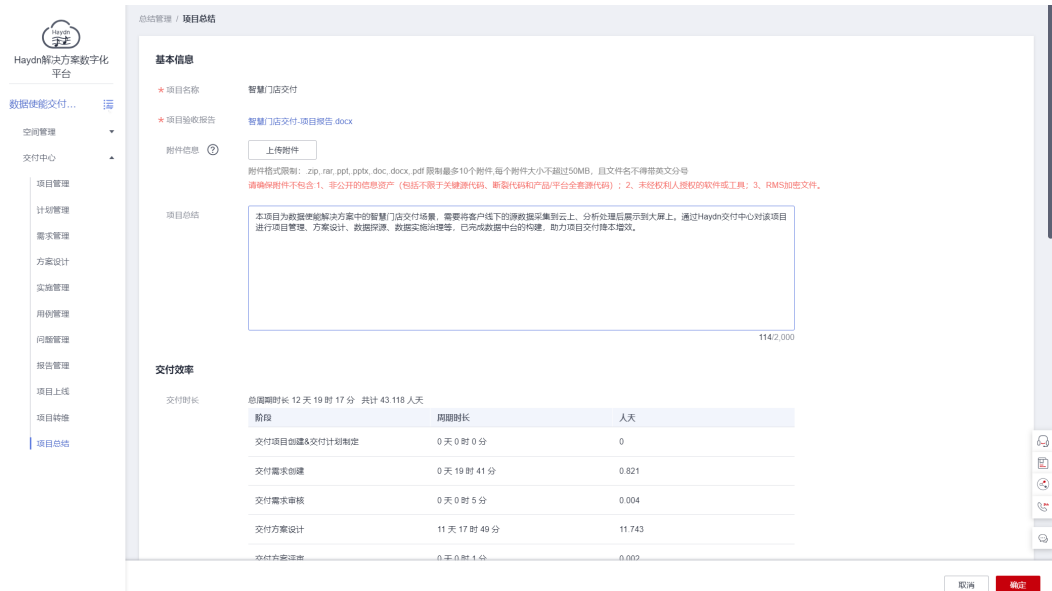 Haydn
Haydn解决方案数字化
平台
数据使能交付...
空间管理
交付中心
项目管理
计划管理
需求管理
方案设计
实施管理
用例管理
问题管理
报告管理
项目上线
项目转维
项目总结
总结管理 / 项目总结
基本信息
* 项目名称 智慧门店交付
* 项目验收报告 智慧门店交付-项目报告.docx
附件信息 ? 上传附件
附件格式限制: .zip, rar, ppt, pptx, doc, docx, pdf 限制最多10个附件,每个附件大小不超过50MB, 且文件名不得带英文分号
请确保附件不包含:1、非公开的信息资产（包括不限于关键源代码、断裂代码和产品/平台全套源代码）; 2、未经权利人授权的软件或工具; 3、RMS加密文件。
项目总结 本项目为数据使能解决方案中的智慧门店交付场景，需要将客户线下的源数据采集到云上、分析处理后展示到大屏上。通过Haydn交付中心对该项目
进行项目管理、方案设计、数据探源、数据实施治理等，已完成数据中台的构建，助力项目交付降本增效。
114/2,000
交付效率
交付时长 总周期时长 12 天 19 时 17 分 共计 43.118 人天
阶段 周期时长 人天
交付项目创建&交付计划制定 0 天 0 时 0 分 0
交付需求创建 0 天 19 时 41 分 0.821
交付需求审核 0 天 0 时 5 分 0.004
交付方案设计 11 天 17 时 49 分 11.743
交付方案评审 0 天 0 时 1 分 0.002
取消 确定